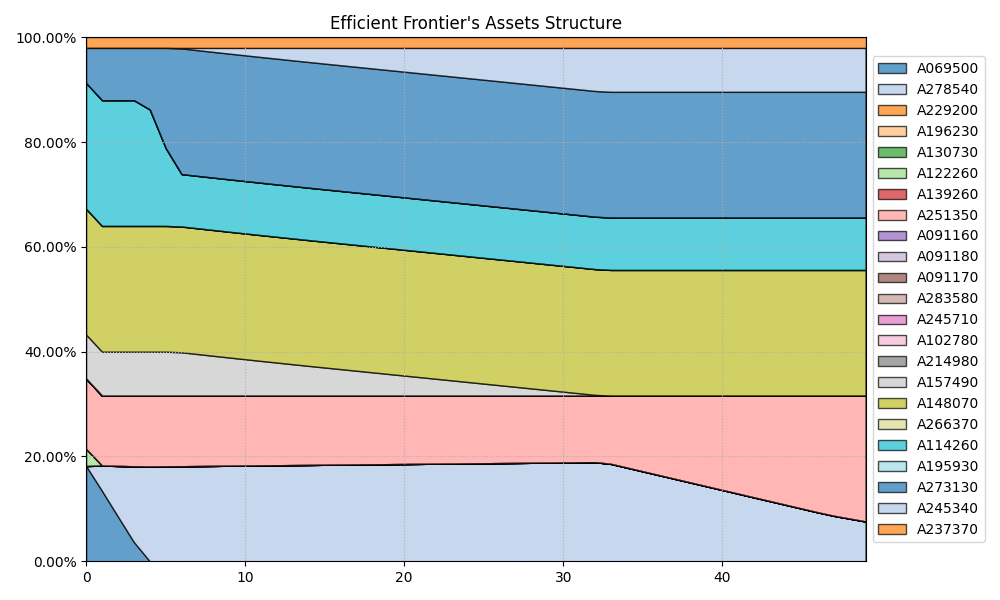 Efficient Frontier's Assets Structure
100.00%
80.00%
60.00%
40.00%
20.00%
0.00%
0
10
20
30
40
A069500
A278540
A229200
A196230
A130730
A122260
A139260
A251350
A091160
A091180
A091170
A283580
A245710
A102780
A214980
A157490
A148070
A266370
A114260
A195930
A273130
A245340
A237370